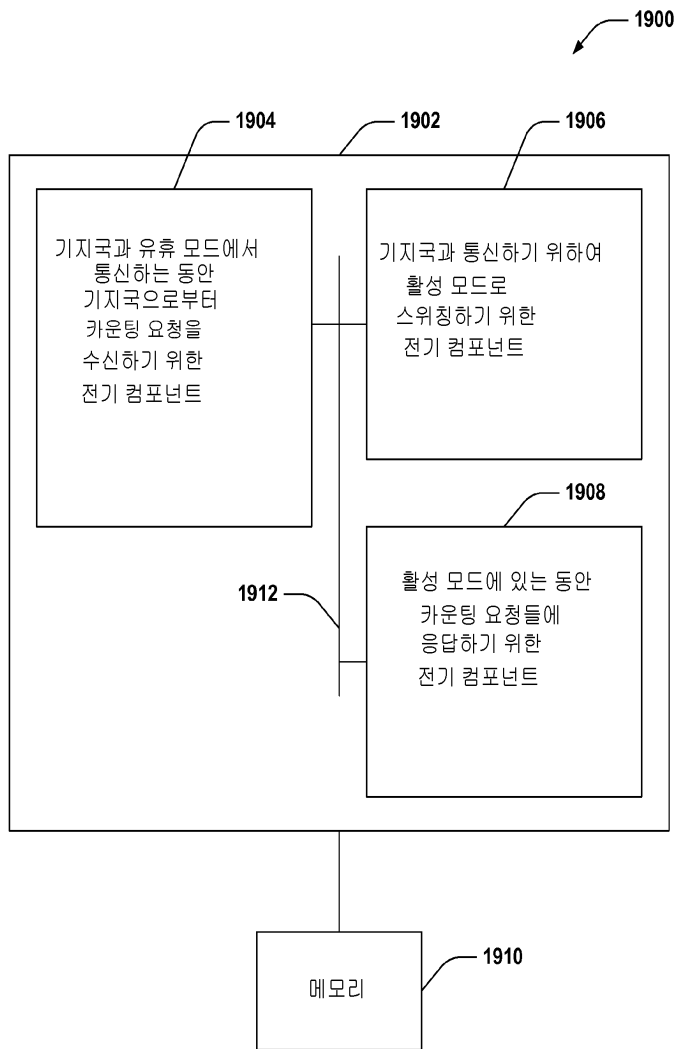 1900
1904
1902
1906
기지국과 유휴 모드에서
통신하는 동안
기지국으로부터
카운팅 요청을
수신하기 위한
전기 컴포넌트
기지국과 통신하기 위하여
활성 모드로
스위칭하기 위한
전기 컴포넌트
1908
1912
활성 모드에 있는 동안
카운팅 요청들에
응답하기 위한
전기 컴포넌트
1910
메모리